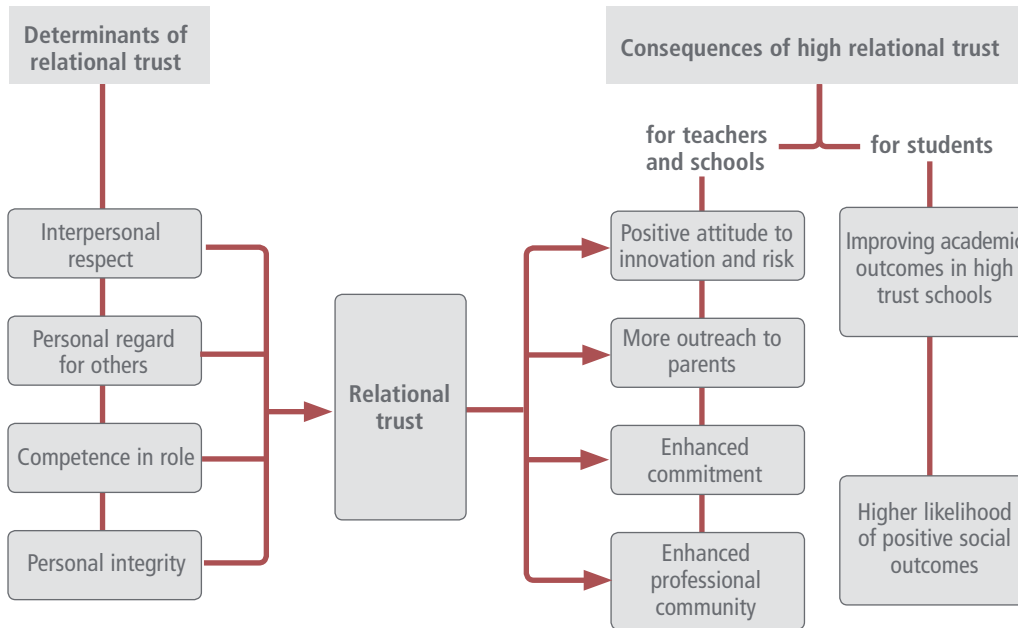 Determinants of
relational trust
Interpersonal
respect
Personal regard
for others
Competence in role
Personal integrity
Relational
trust
Consequences of high relational trust
for teachers
and schools
Positive attitude to
innovation and risk
More outreach to
parents
Enhanced
commitment
Enhanced
professional
community
for students
Improving academic
outcomes in high
trust schools
Higher likelihood
of positive social
outcomes